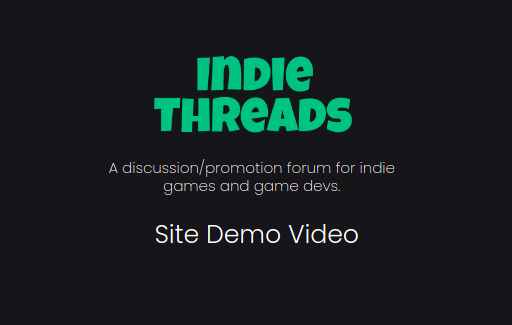 INDIE
THREADS
A discussion/promotion forum for indie
games and game devs.
Site Demo Video